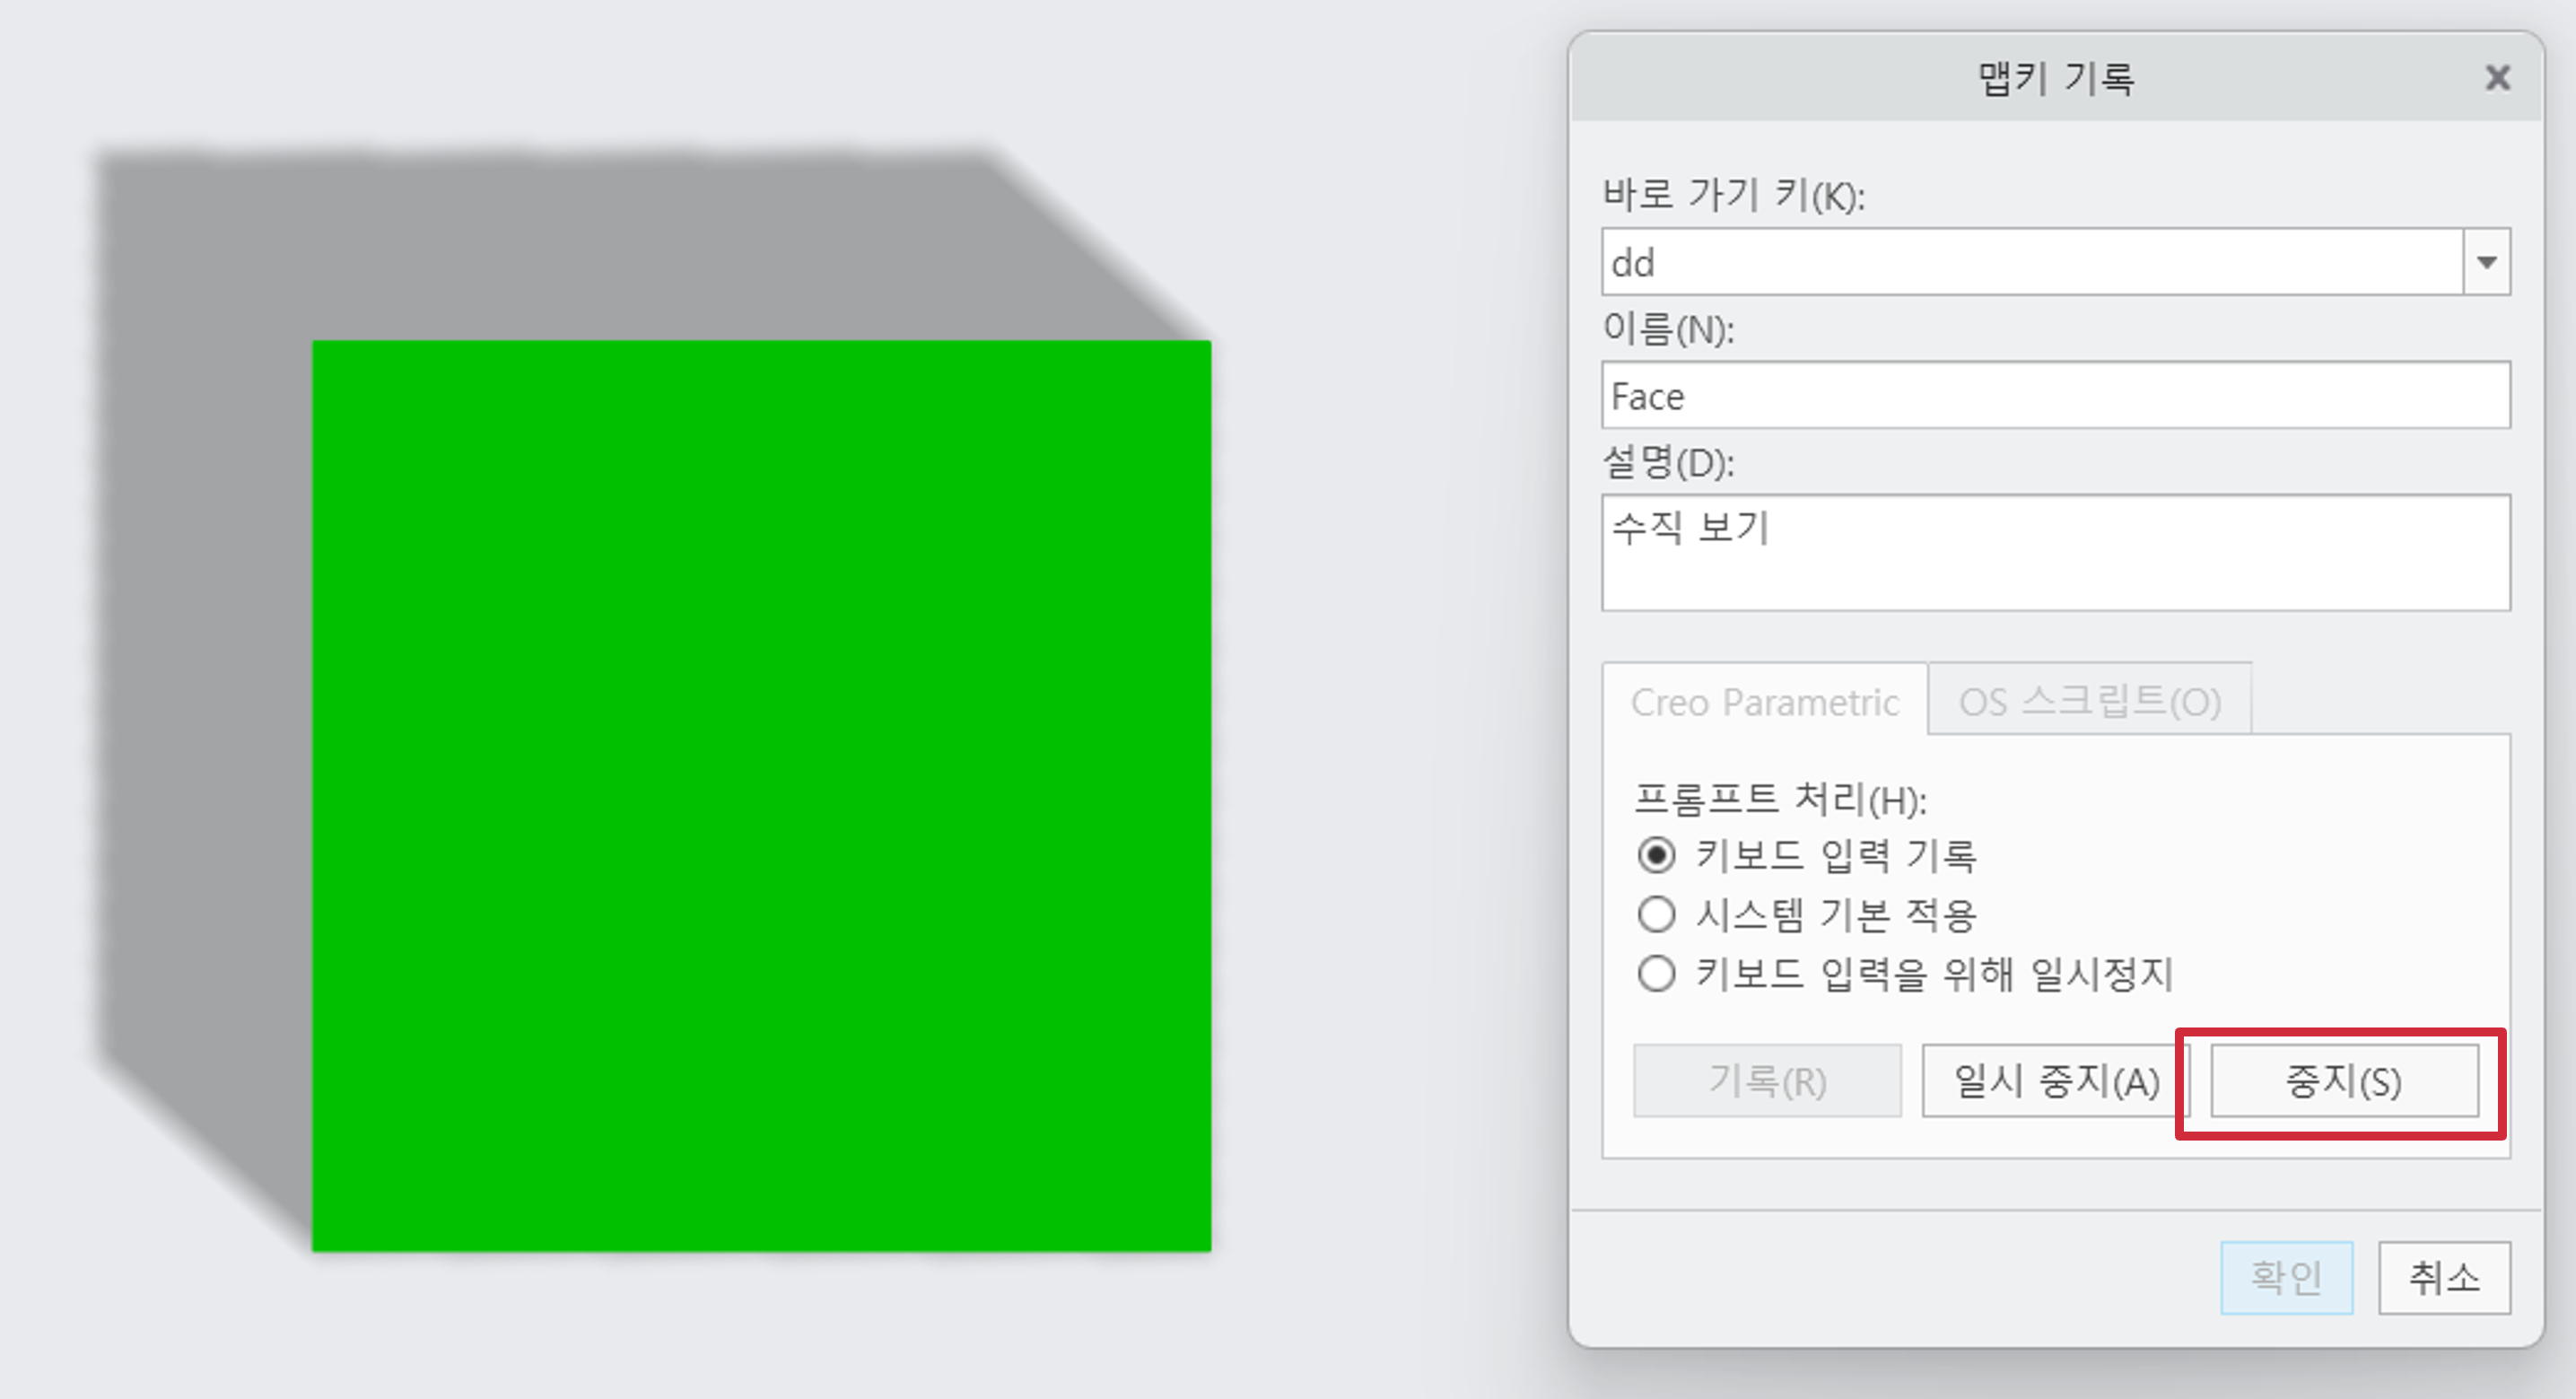 맵키 기록
바로 가기 키(K):
dd
이름(N):
Face
설명(D):
수직 보기
Creo Parametric
OS 스크립트(O)
프롬프트 처리(H):
키보드 입력 기록
시스템 기본 적용
키보드 입력을 위해 일시정지
기록(R)
일시 중지(A)
중지(S)
확인
취소